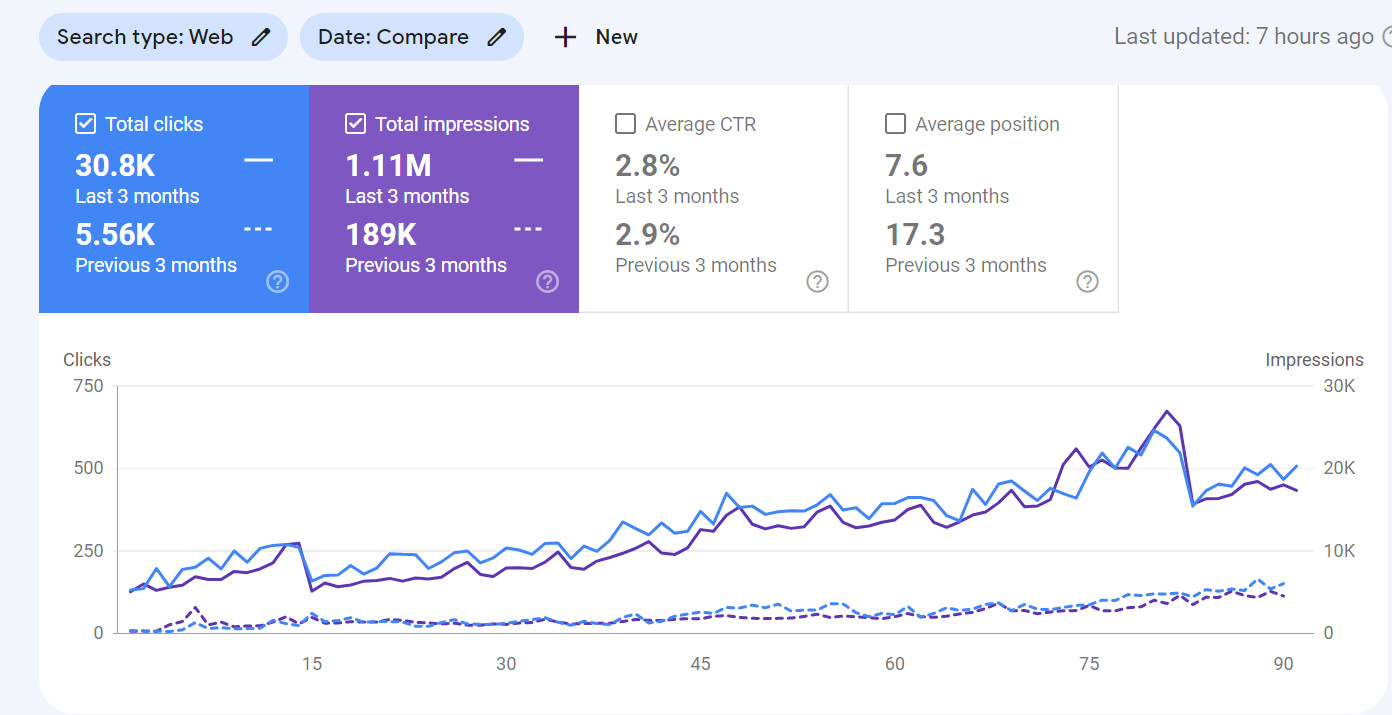 Search type: Web
Date: Compare
New
Last updated: 7 hours ago
Total clicks
30.8K
Last 3 months
5.56K
Previous 3 months
Total impressions
1.11M
Last 3 months
189K
Previous 3 months
Average CTR
2.8%
Last 3 months
2.9%
Previous 3 months
Average position
7.6
Last 3 months
17.3
Previous 3 months
Clicks
Impressions
750
30K
500
20K
250
10K
0
0
15
30
45
60
75
90